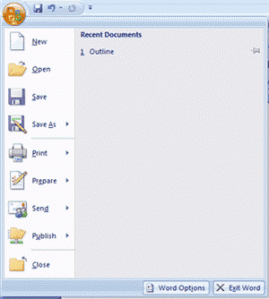 Recent Documents
1 Outline
New
Open
Save
Save As
Print
Prepare
Send
Publish
Close
Word Options
Exit Word